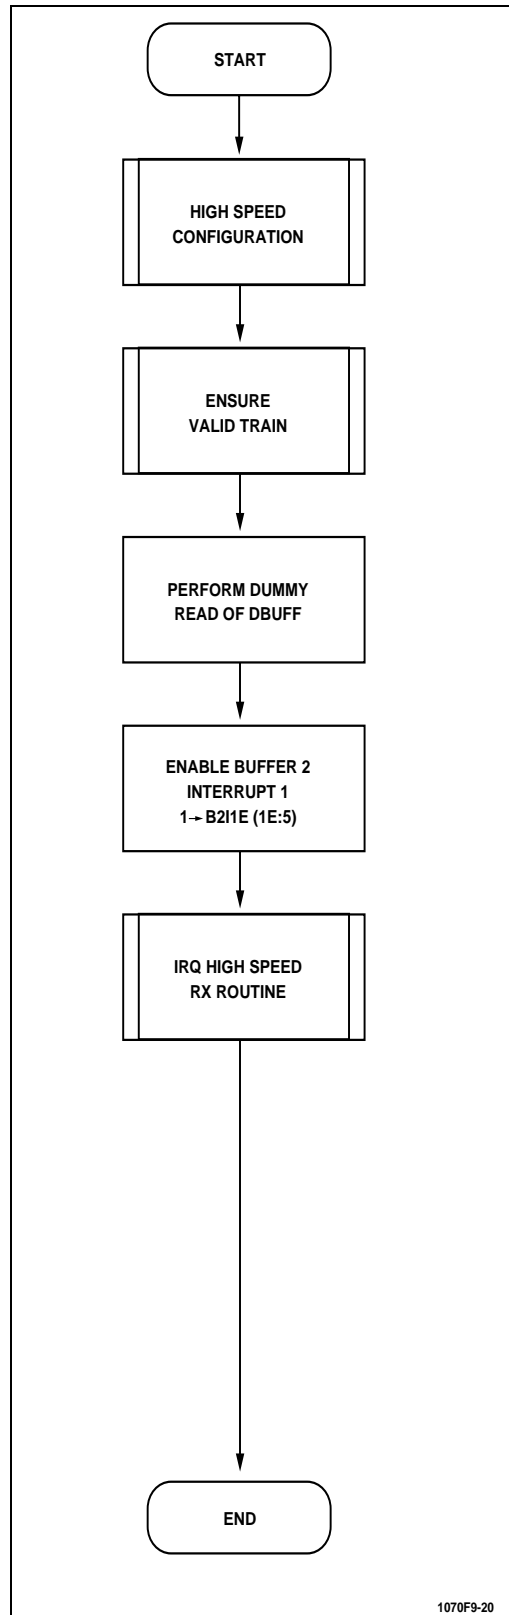 START
HIGH SPEED
CONFIGURATION
ENSURE
VALID TRAIN
PERFORM DUMMY
READ OF DBUFF
ENABLE BUFFER 2
INTERRUPT 1
1→ B2I1E (1E:5)
IRQ HIGH SPEED
RX ROUTINE
END
1070F9-20